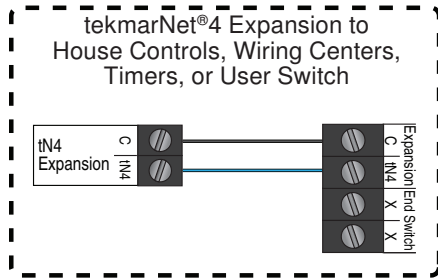 tekmarNet®4 Expansion to
House Controls, Wiring Centers,
Timers, or User Switch
tN4
Expansion
C
tN4
C
tN4
X
X
Expansion
End Switch